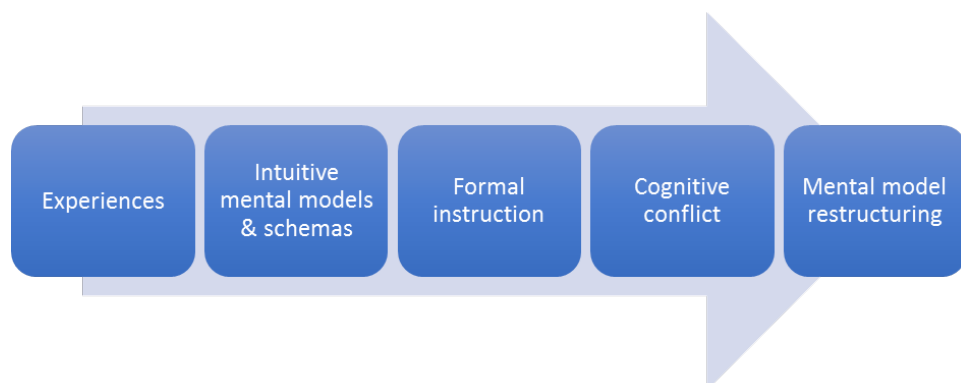 Experiences
Intuitive
mental models
& schemas
Formal
instruction
Cognitive
conflict
Mental model
restructuring